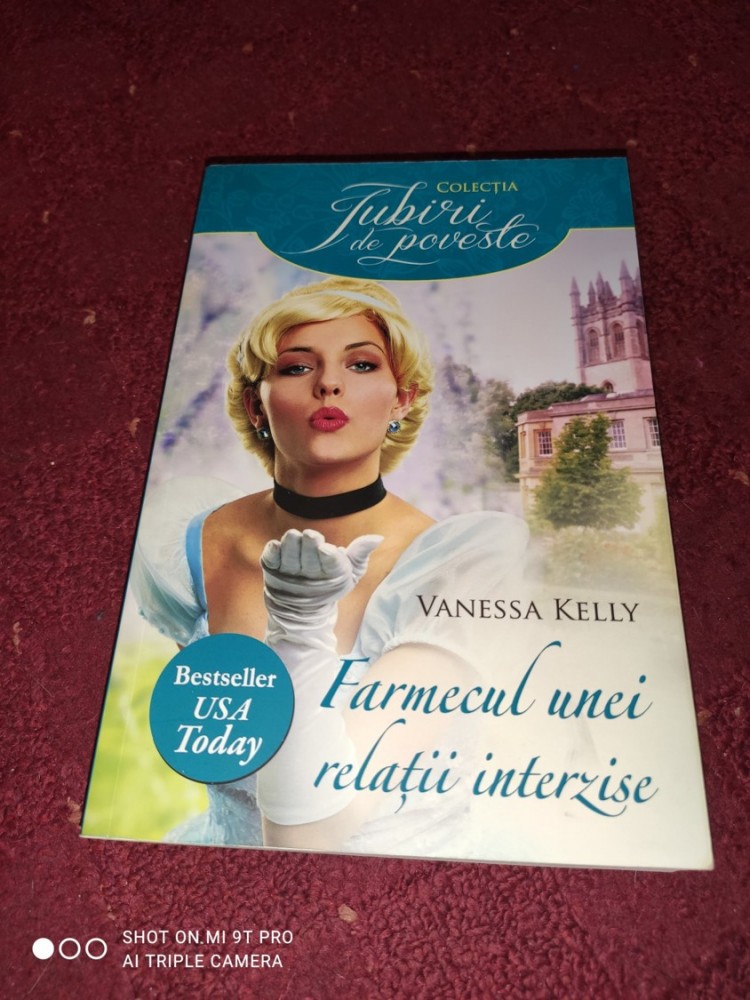 COLECȚIA
Iubiri
de poveste
VANESSA KELLY
Farmecul unei
relații interzise
Bestseller
USA
Today
SHOT ON MI 9T PRO
AI TRIPLE CAMERA